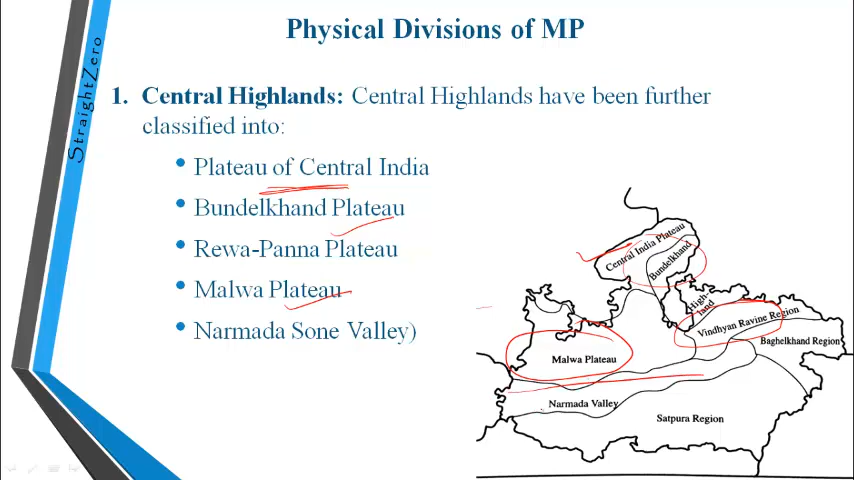 Physical Divisions of MP
StraightZero
1. Central Highlands: Central Highlands have been further
classified into:
• Plateau of Central India
• Bundelkhand Plateau
• Rewa-Panna Plateau
• Malwa Plateau
• Narmada Sone Valley)
Central India Plateau
Bundelkhand
High-
land
Vindhyan Ravine Region
Baghelkhand Region
Malwa Plateau
Narmada Valley
Satpura Region